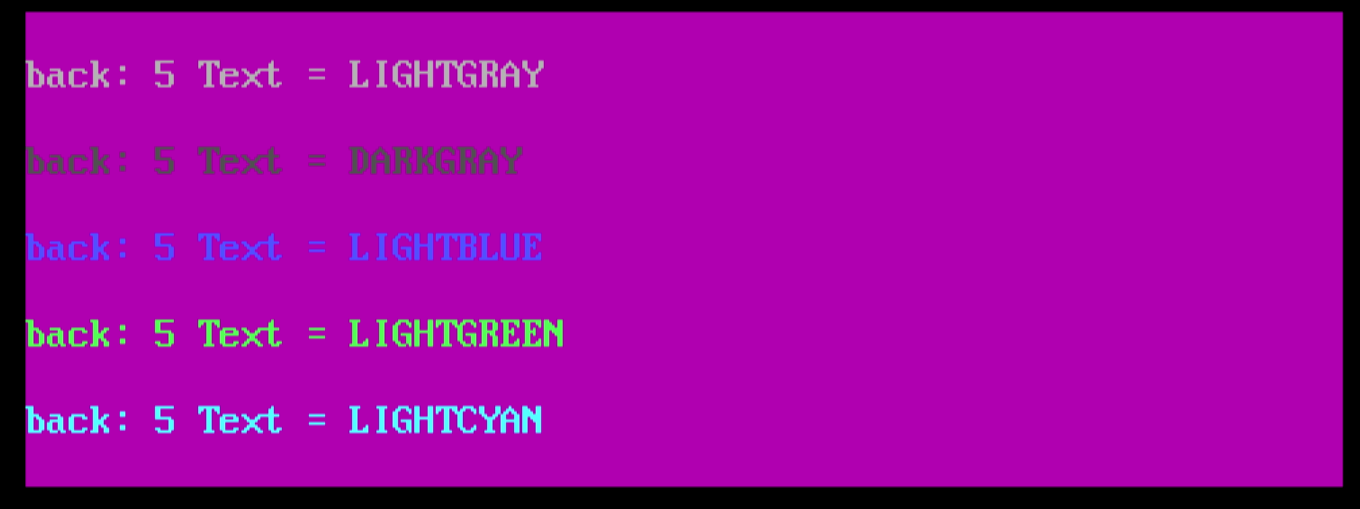 back: 5 Text = LIGHTGRAY
back: 5 Text = DARKGRAY
back: 5 Text = LIGHTBLUE
back: 5 Text = LIGHTGREEN
back: 5 Text = LIGHTCYAN